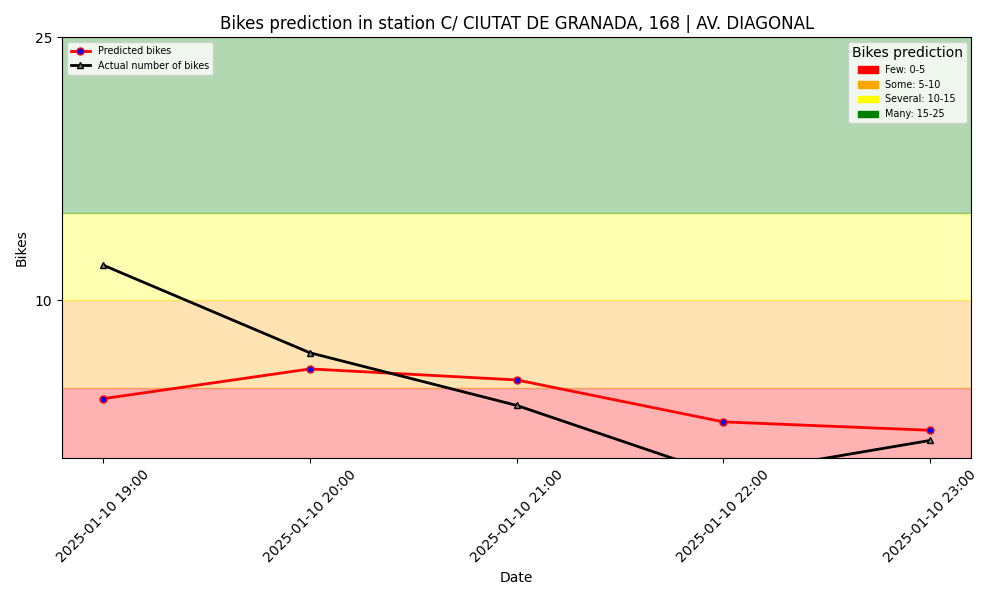 Bikes prediction in station C/ CIUTAT DE GRANADA, 168 | AV. DIAGONAL
25
10
Bikes
Predicted bikes
Actual number of bikes
Bikes prediction
Few: 0-5
Some: 5-10
Several: 10-15
Many: 15-25
2025-01-10 19:00
2025-01-10 20:00
2025-01-10 21:00
2025-01-10 22:00
2025-01-10 23:00
Date